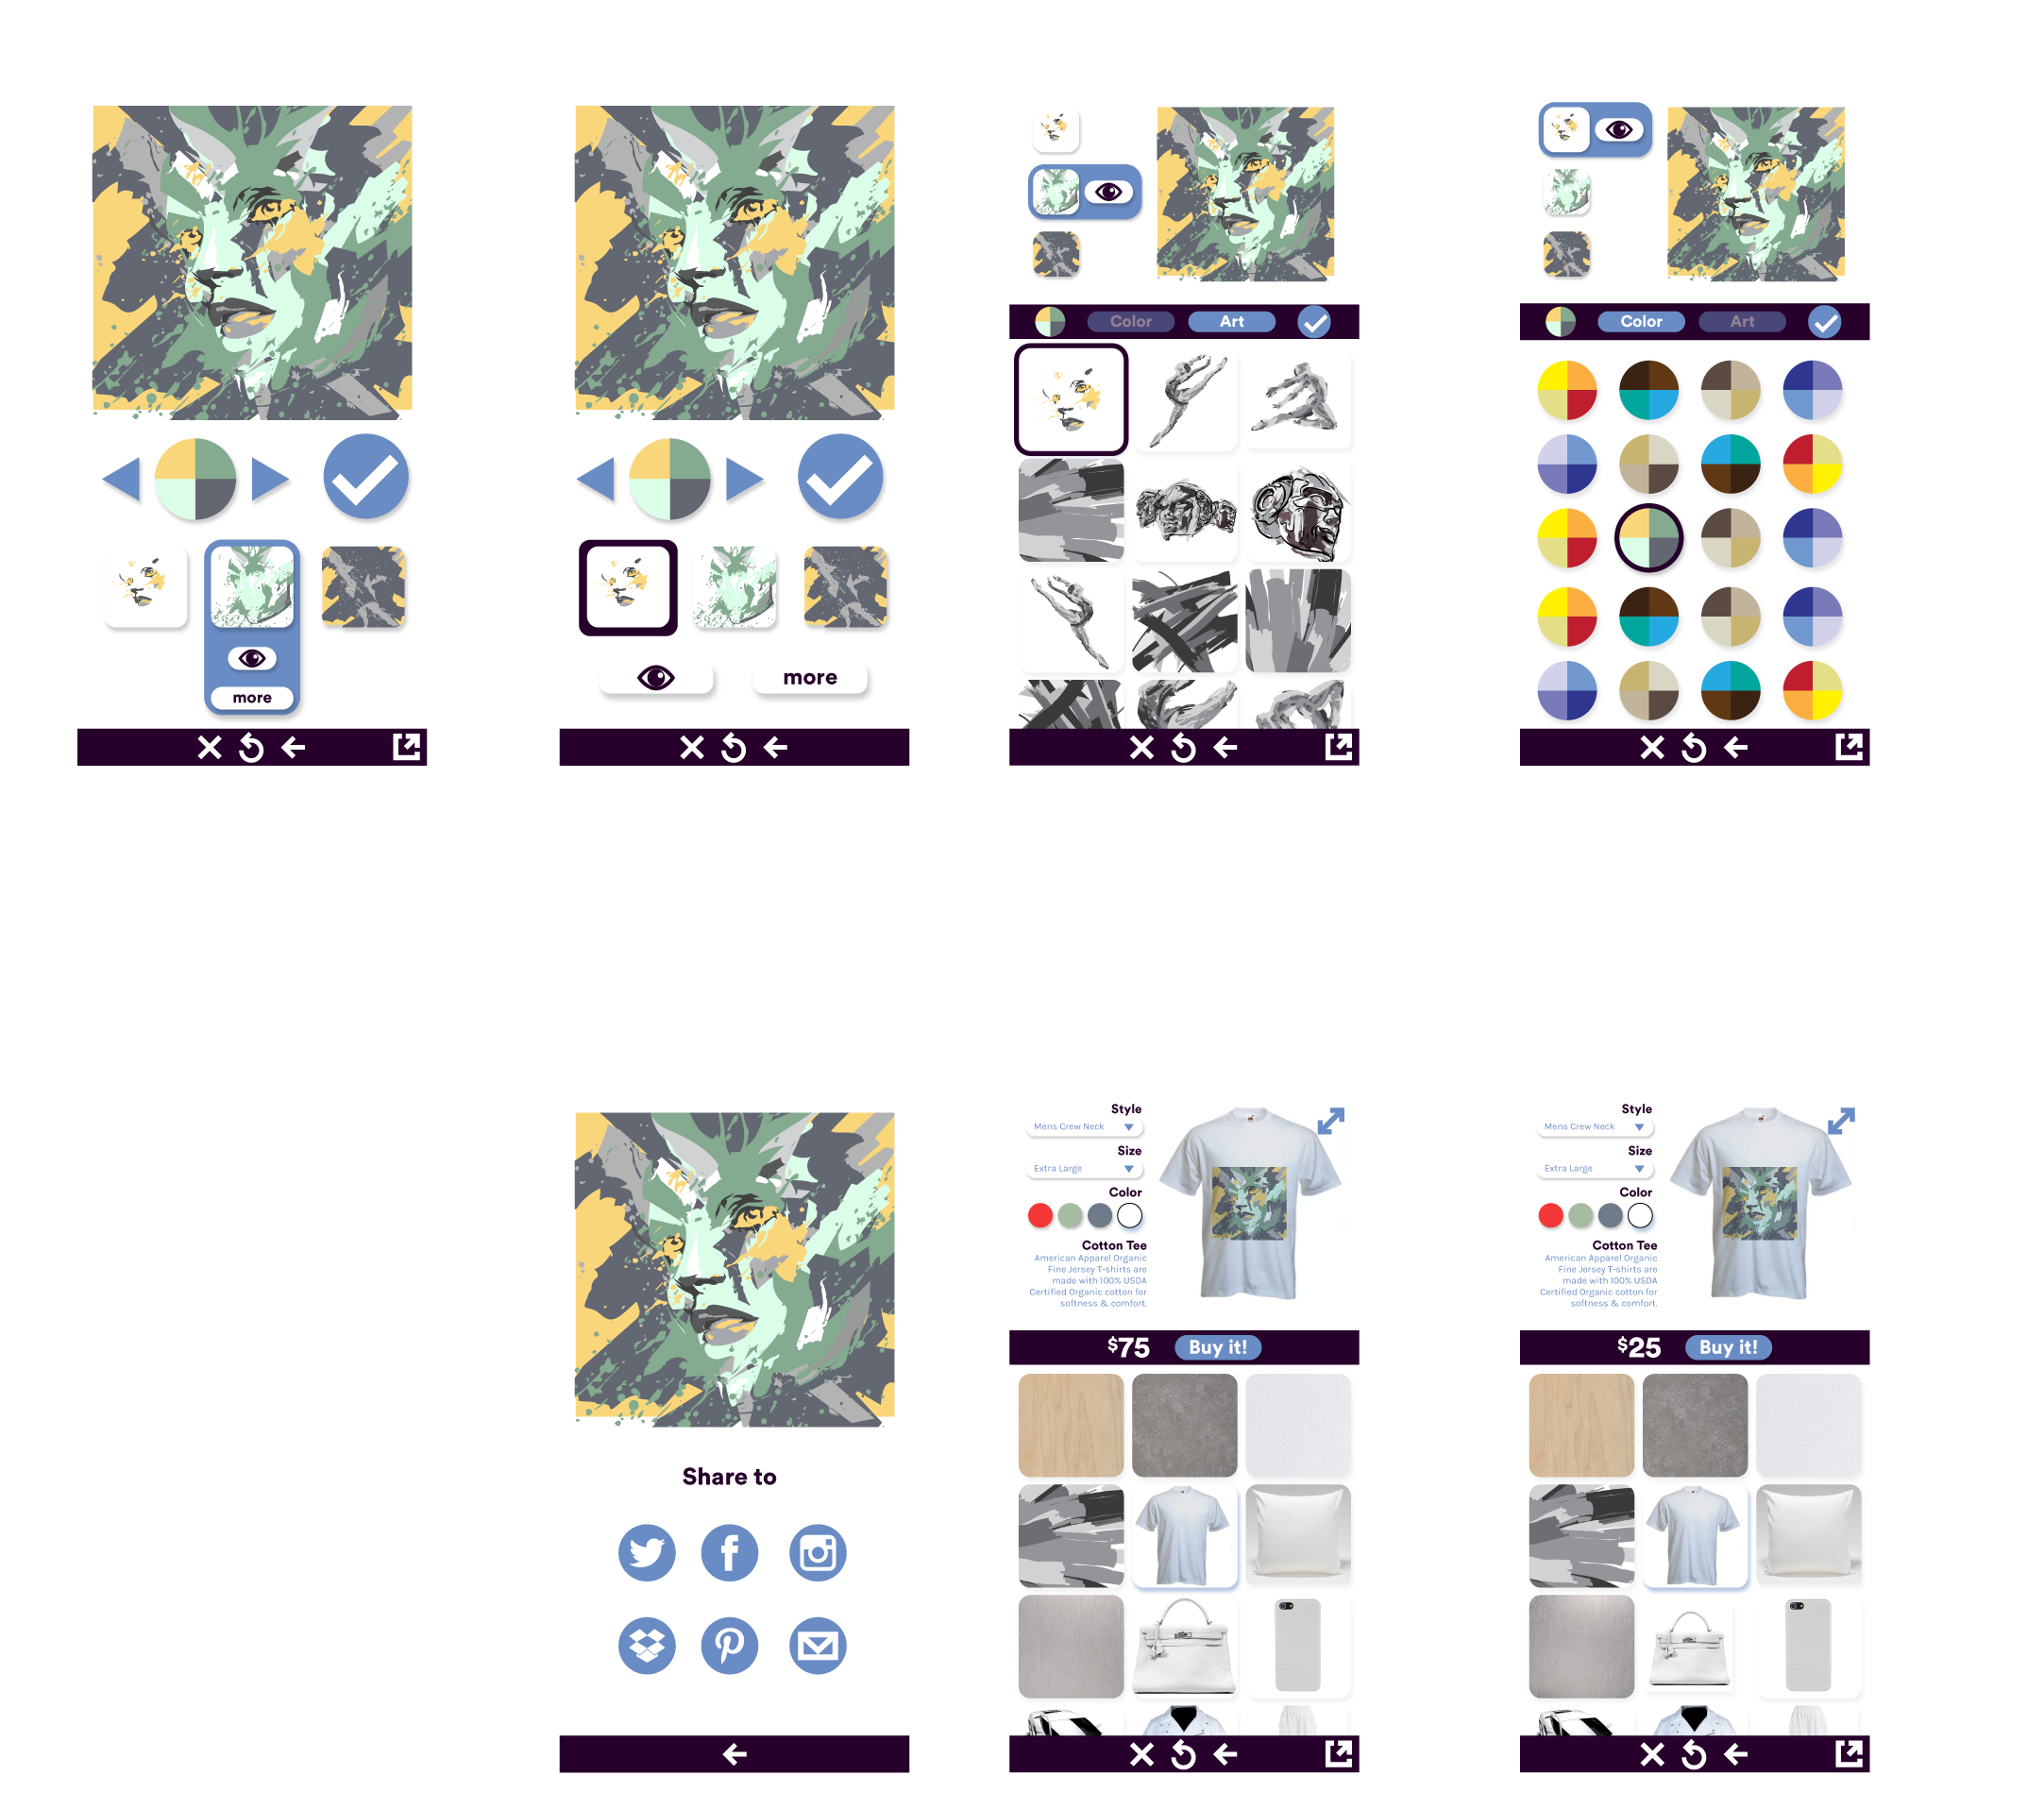 more
more
Color Art
Color Art
Share to
Style
Mens Crew Neck
Size
Extra Large
Color
Cotton Tee
American Apparel Organic
Fine Jersey T-shirts are
made with 100% USDA
Certified Organic cotton for
softness & comfort.
$75 Buy it!
Style
Mens Crew Neck
Size
Extra Large
Color
Cotton Tee
American Apparel Organic
Fine Jersey T-shirts are
made with 100% USDA
Certified Organic cotton for
softness & comfort.
$25 Buy it!